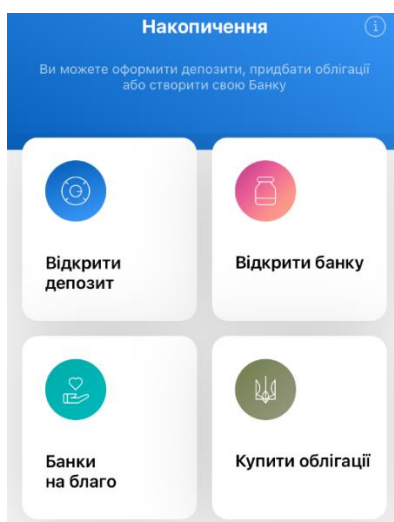 Накопичення
Ви можете оформити депозити, придбати облігації
або створити свою Банку
Відкрити
депозит
Відкрити банку
Банки
на благо
Купити облігації